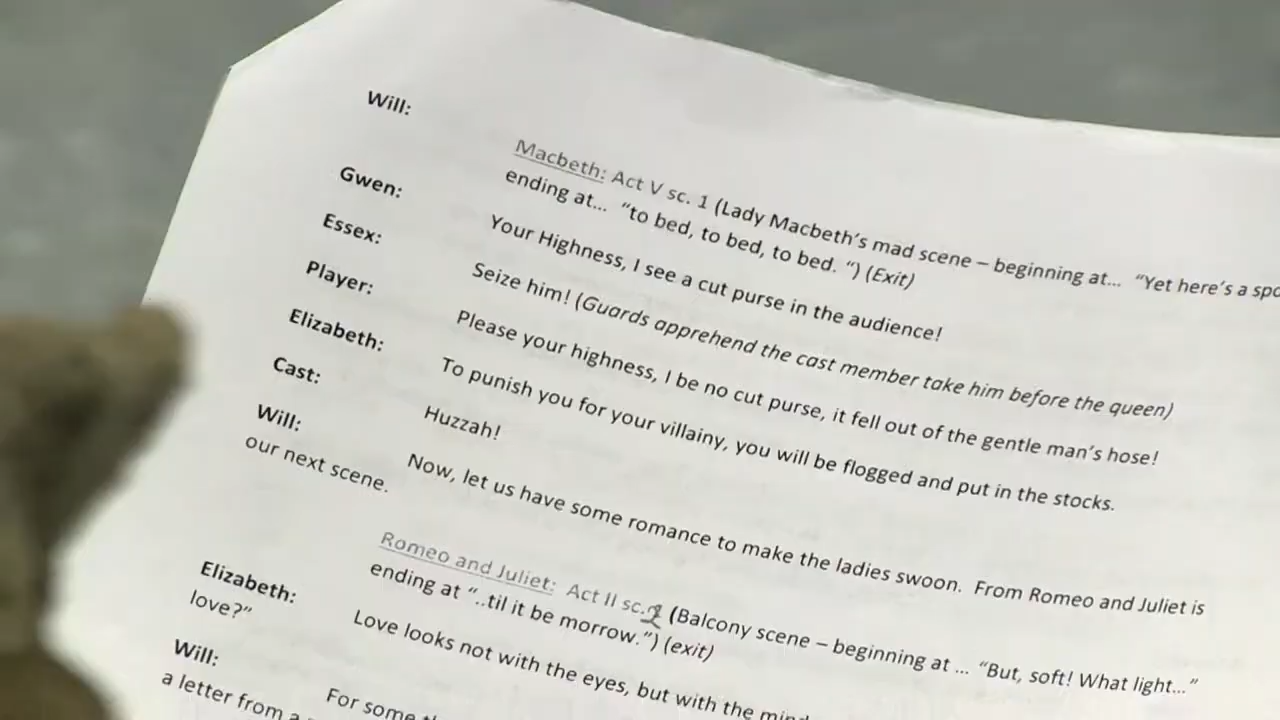 Will:
Macbeth: Act V sc. 1 (Lady Macbeth's mad scene – beginning at... “Yet here's a spo
ending at... “to bed, to bed, to bed. “) (Exit)
Gwen: Your Highness, I see a cut purse in the audience!
Essex: Seize him! (Guards apprehend the cast member take him before the queen)
Player: Please your highness, I be no cut purse, it fell out of the gentle man's hose!
Elizabeth: To punish you for your villainy, you will be flogged and put in the stocks.
Cast: Huzzah!
Will: Now, let us have some romance to make the ladies swoon. From Romeo and Juliet is
our next scene.
Romeo and Juliet: Act II sc.2 (Balcony scene – beginning at ... “But, soft! What light...”
ending at “..til it be morrow.”) (exit)
Elizabeth: Love looks not with the eyes, but with the mind
love?”
Will: For some
a letter from a